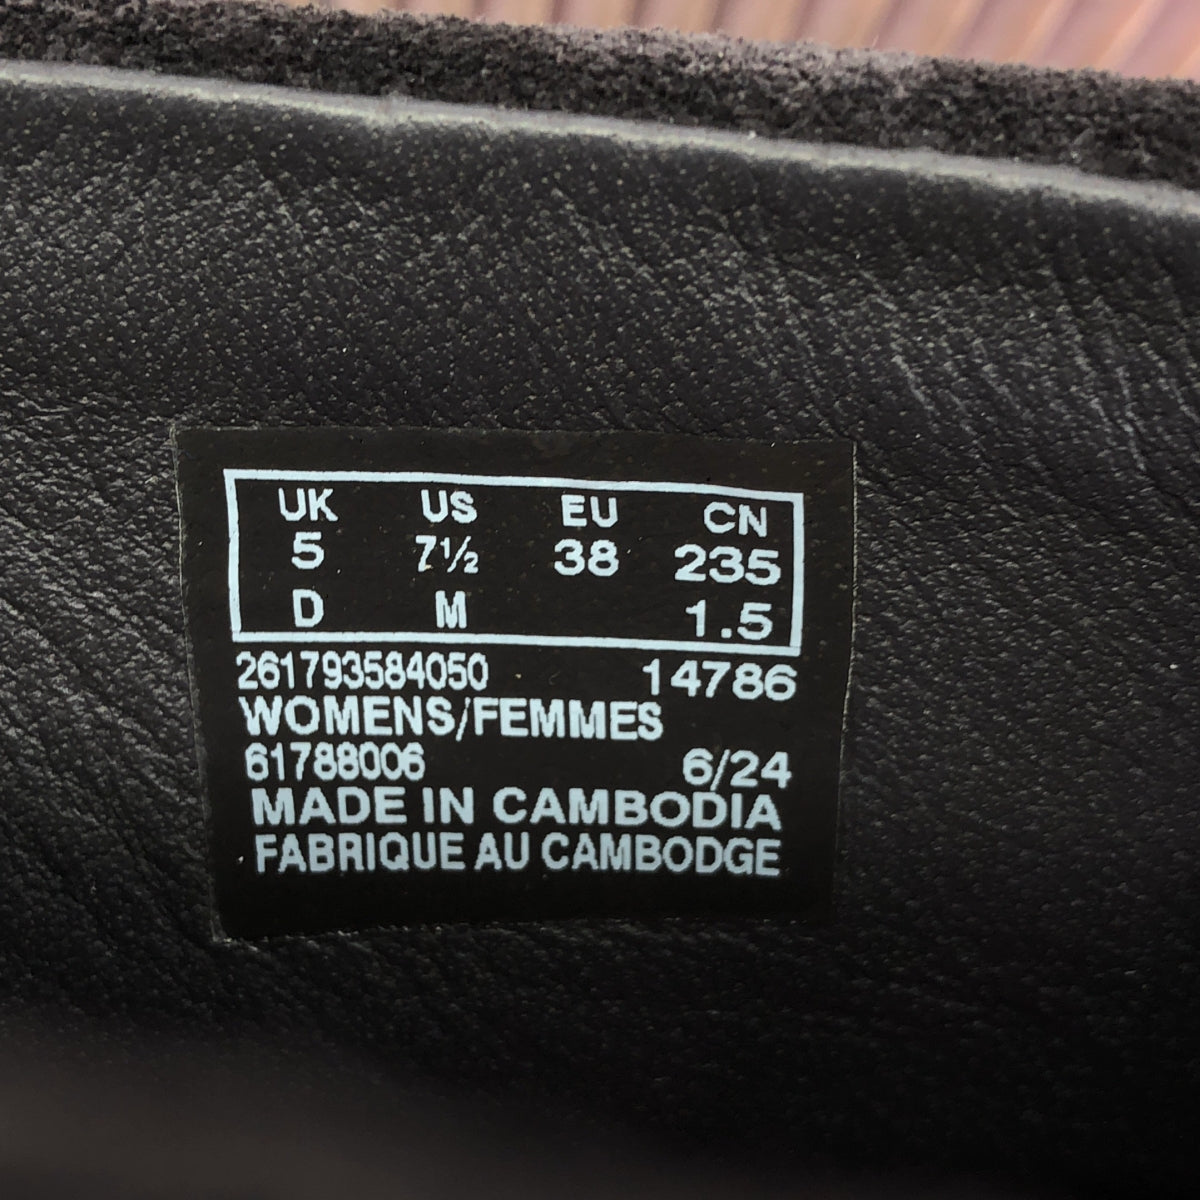 UK US EU CN
5 7½ 38 235
D M 1.5
261793584050 14786
WOMENS/FEMMES
61788006 6/24
MADE IN CAMBODIA
FABRIQUE AU CAMBODGE